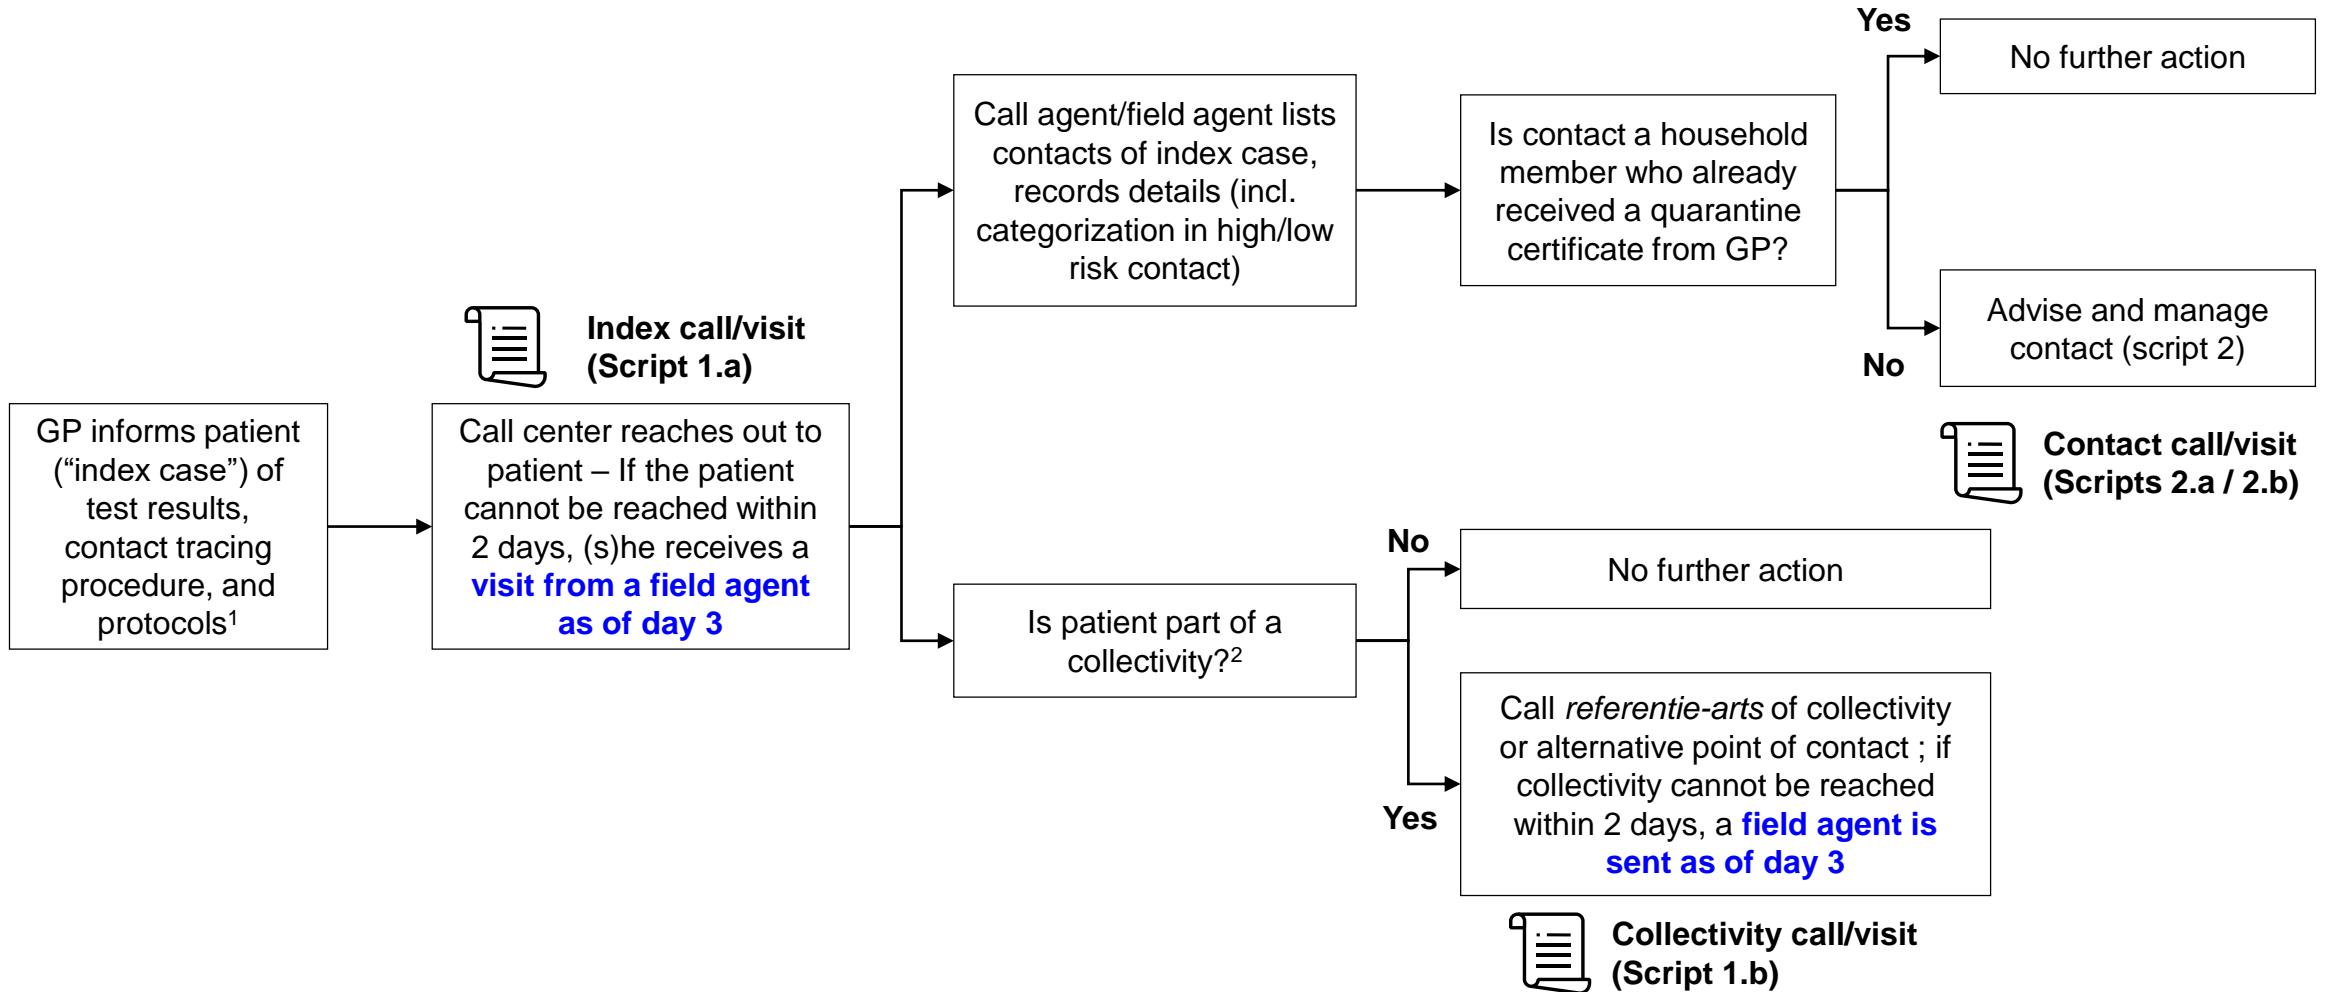 GP informs patient
(“index case”) of
test results,
contact tracing
procedure, and
protocols¹
Index call/visit
(Script 1.a)
Call center reaches out to
patient – If the patient
cannot be reached within
2 days, (s)he receives a
visit from a field agent
as of day 3
Call agent/field agent lists
contacts of index case,
records details (incl.
categorization in high/low
risk contact)
Is contact a household
member who already
received a quarantine
certificate from GP?
Yes
No further action
No
Advise and manage
contact (script 2)
Contact call/visit
(Scripts 2.a / 2.b)
Is patient part of a
collectivity?²
No
No further action
Yes
Call referentie-arts of collectivity
or alternative point of contact ; if
collectivity cannot be reached
within 2 days, a field agent is
sent as of day 3
Collectivity call/visit
(Script 1.b)